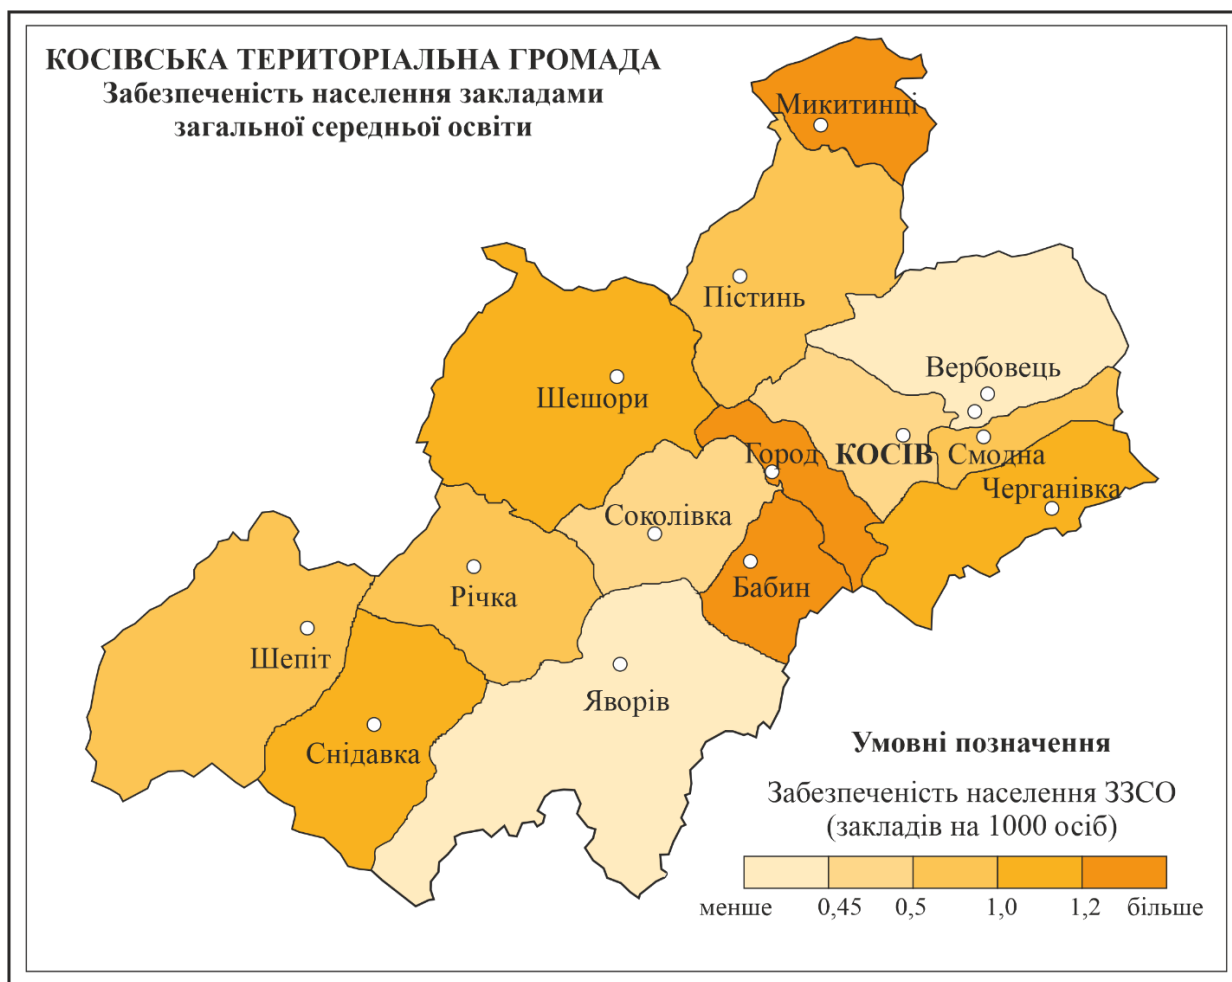 КОСІВСЬКА ТЕРИТОРІАЛЬНА ГРОМАДА
Забезпеченість населення закладами
загальної середньої освіти
Микитинці
Пістинь
Вербовець
Шешори
Город
КОСІВ
Смодна
Черганівка
Соколівка
Бабин
Річка
Шепіт
Яворів
Снідавка
Умовні позначення
Забезпеченість населення ЗЗСО
(закладів на 1000 осіб)
менше 0,45 0,5 1,0 1,2 більше